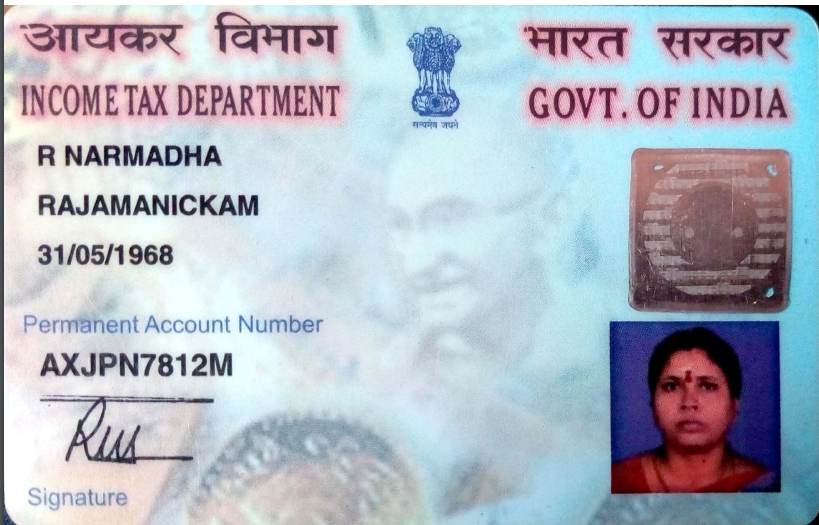 आयकर विभाग
भारत सरकार
INCOME TAX DEPARTMENT
GOVT. OF INDIA
सत्यमेव जयते
R NARMADHA
RAJAMANICKAM
31/05/1968
Permanent Account Number
AXJPN7812M
Signature